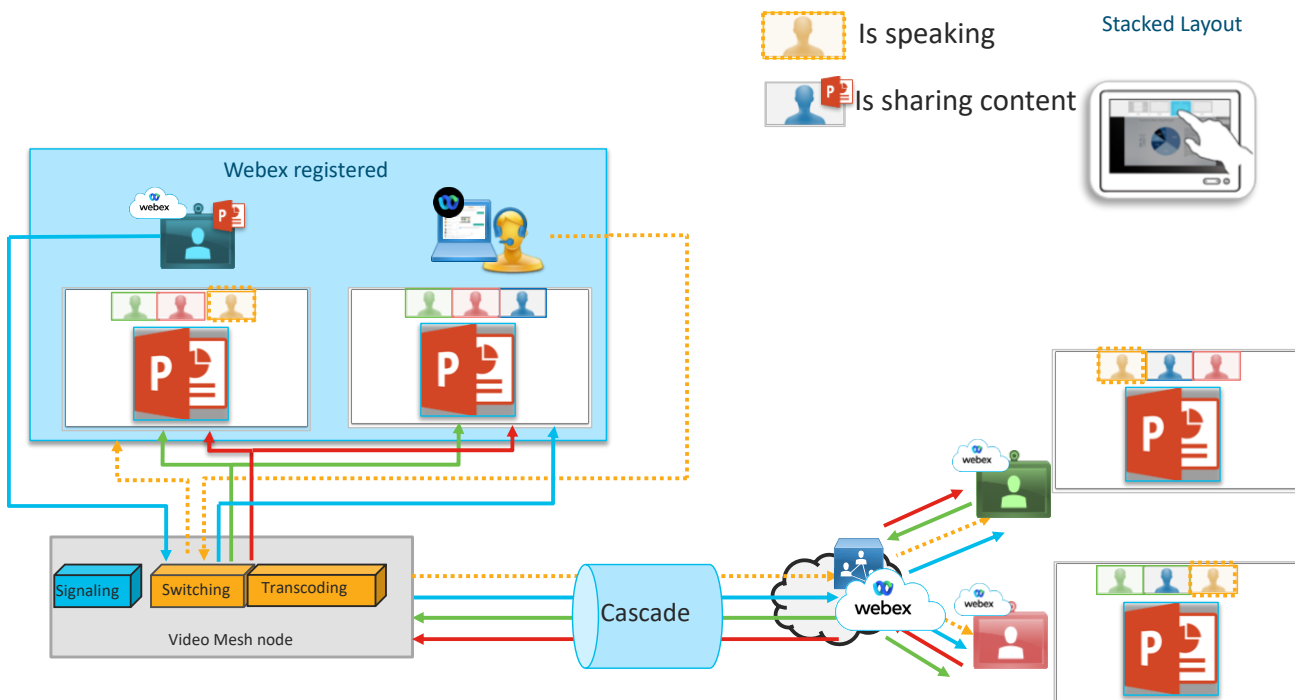 Is speaking
Stacked Layout
Is sharing content
P
Webex registered
webex
P
P
P
P
webex
Signaling
Switching
Transcoding
Video Mesh node
Cascade
webex
webex
P